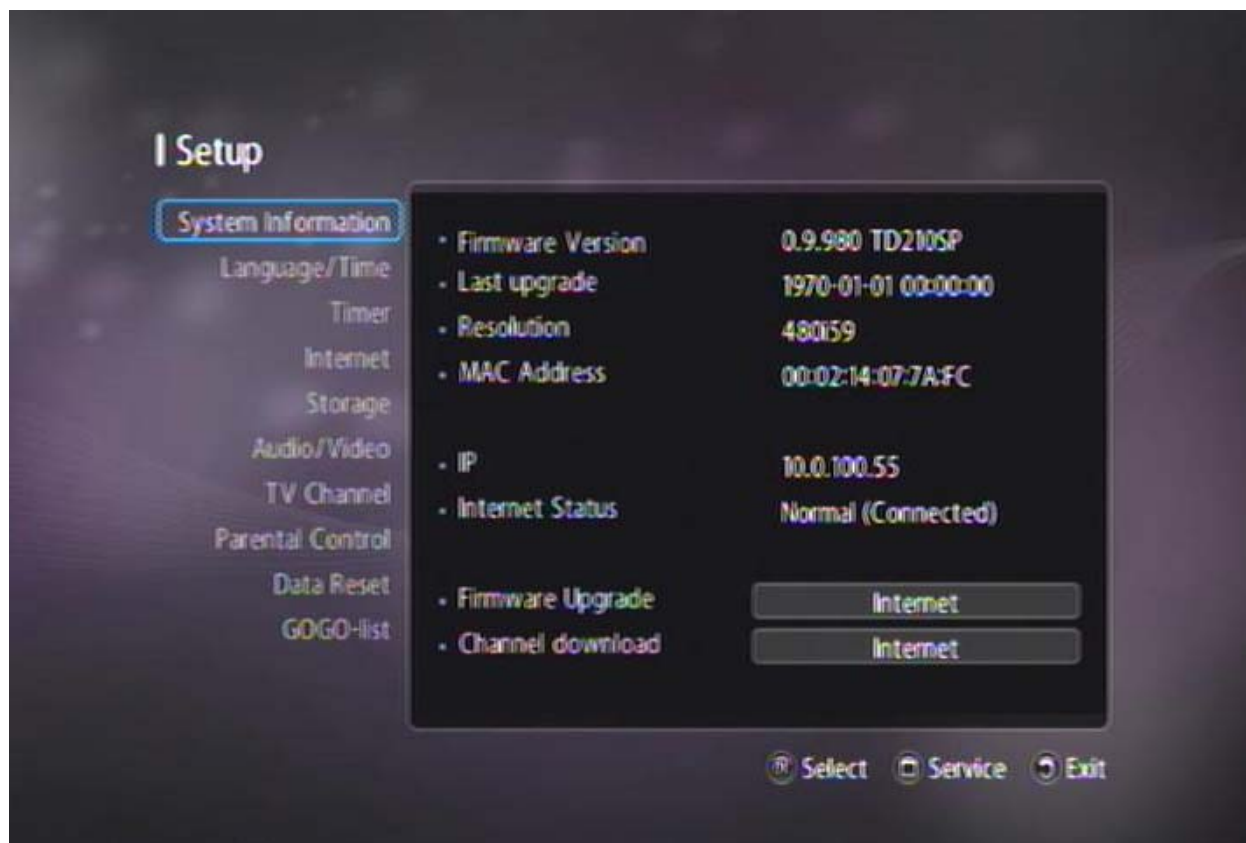 Setup
System Information
Language/Time
Timer
Internet
Storage
Audio/Video
TV Channel
Parental Control
Data Reset
GOGO-list
Firmware Version 0.9.980 TD210SP
Last upgrade 1970-01-01 00:00:00
Resolution 480i59
MAC Address 00:02:14:07:7A:FC
IP 10.0.100.55
Internet Status Normal (Connected)
Firmware Upgrade Internet
Channel download Internet
Select Service Exit